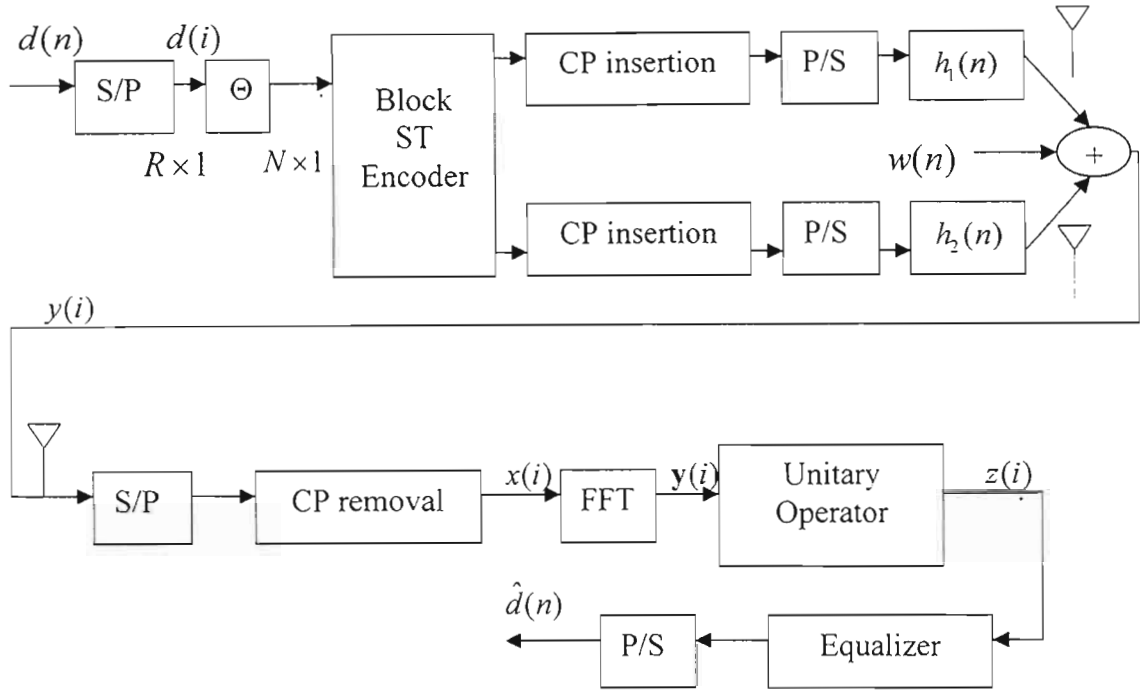 d(n)
d(i)
S/P
Θ
R × 1
N × 1
Block
ST
Encoder
CP insertion
P/S
h₁(n)
w(n)
+
CP insertion
P/S
h₂(n)
y(i)
S/P
CP removal
x(i)
FFT
𝐲(i)
Unitary
Operator
z(i)
d̂(n)
P/S
Equalizer